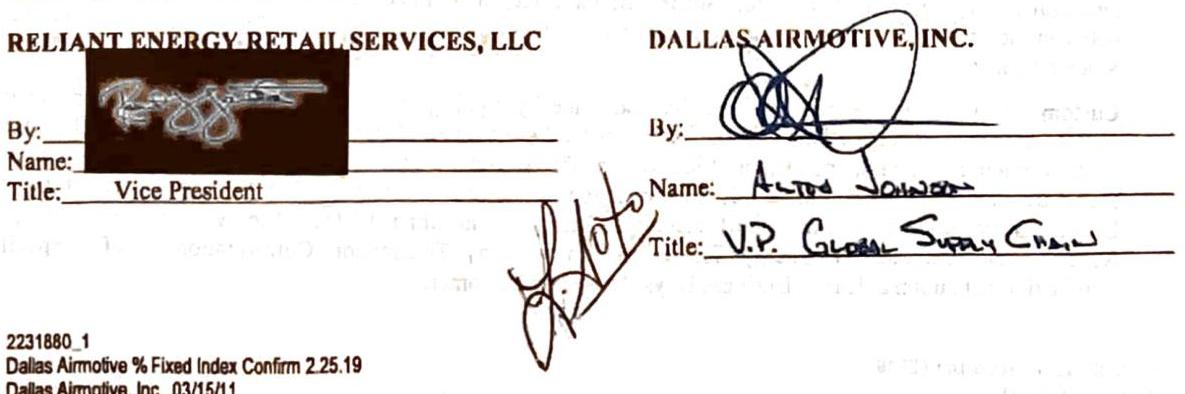 RELIANT ENERGY RETAIL SERVICES, LLC
By:
Name:
Title: Vice President
DALLAS AIRMOTIVE, INC.
By:
Name: ALTON JOHNSON
Title: V.P. GLOBAL SUPPLY CHAIN
2231880_1
Dallas Airmotive % Fixed Index Confirm 2.25.19
Dallas Airmotive, Inc. 03/15/11